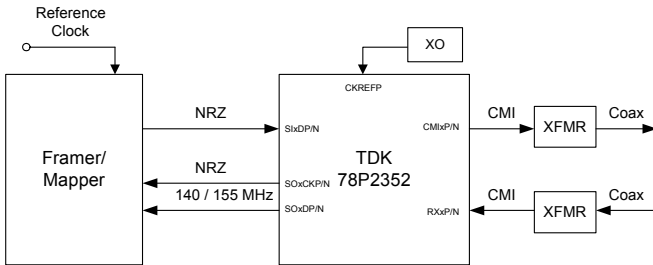 Reference
Clock
XO
CKREFP
NRZ
SIxDP/N
CMIxP/N
CMI
XFMR
Coax
Framer/
Mapper
TDK
78P2352
NRZ
SOxCKP/N
140 / 155 MHz
SOxDP/N
RXxP/N
CMI
XFMR
Coax